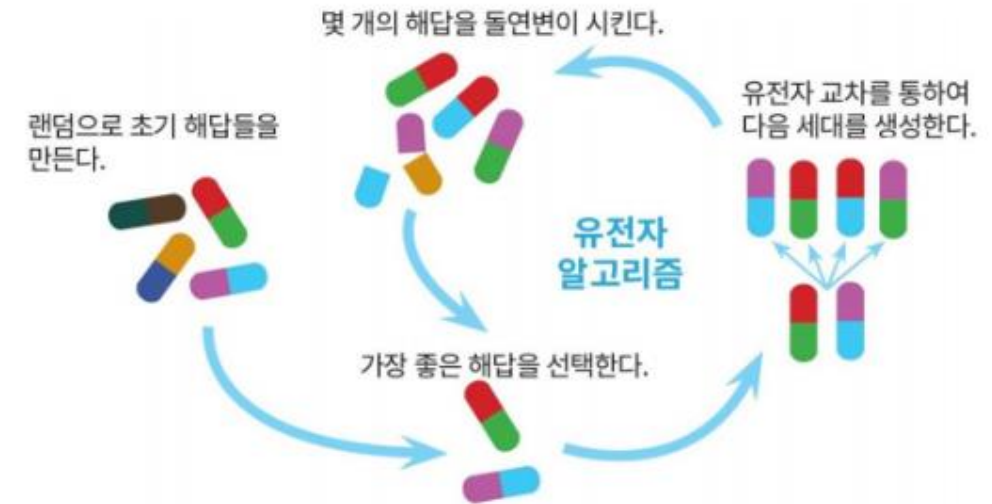 몇 개의 해답을 돌연변이 시킨다.
랜덤으로 초기 해답들을
만든다.
유전자 교차를 통하여
다음 세대를 생성한다.
유전자
알고리즘
가장 좋은 해답을 선택한다.